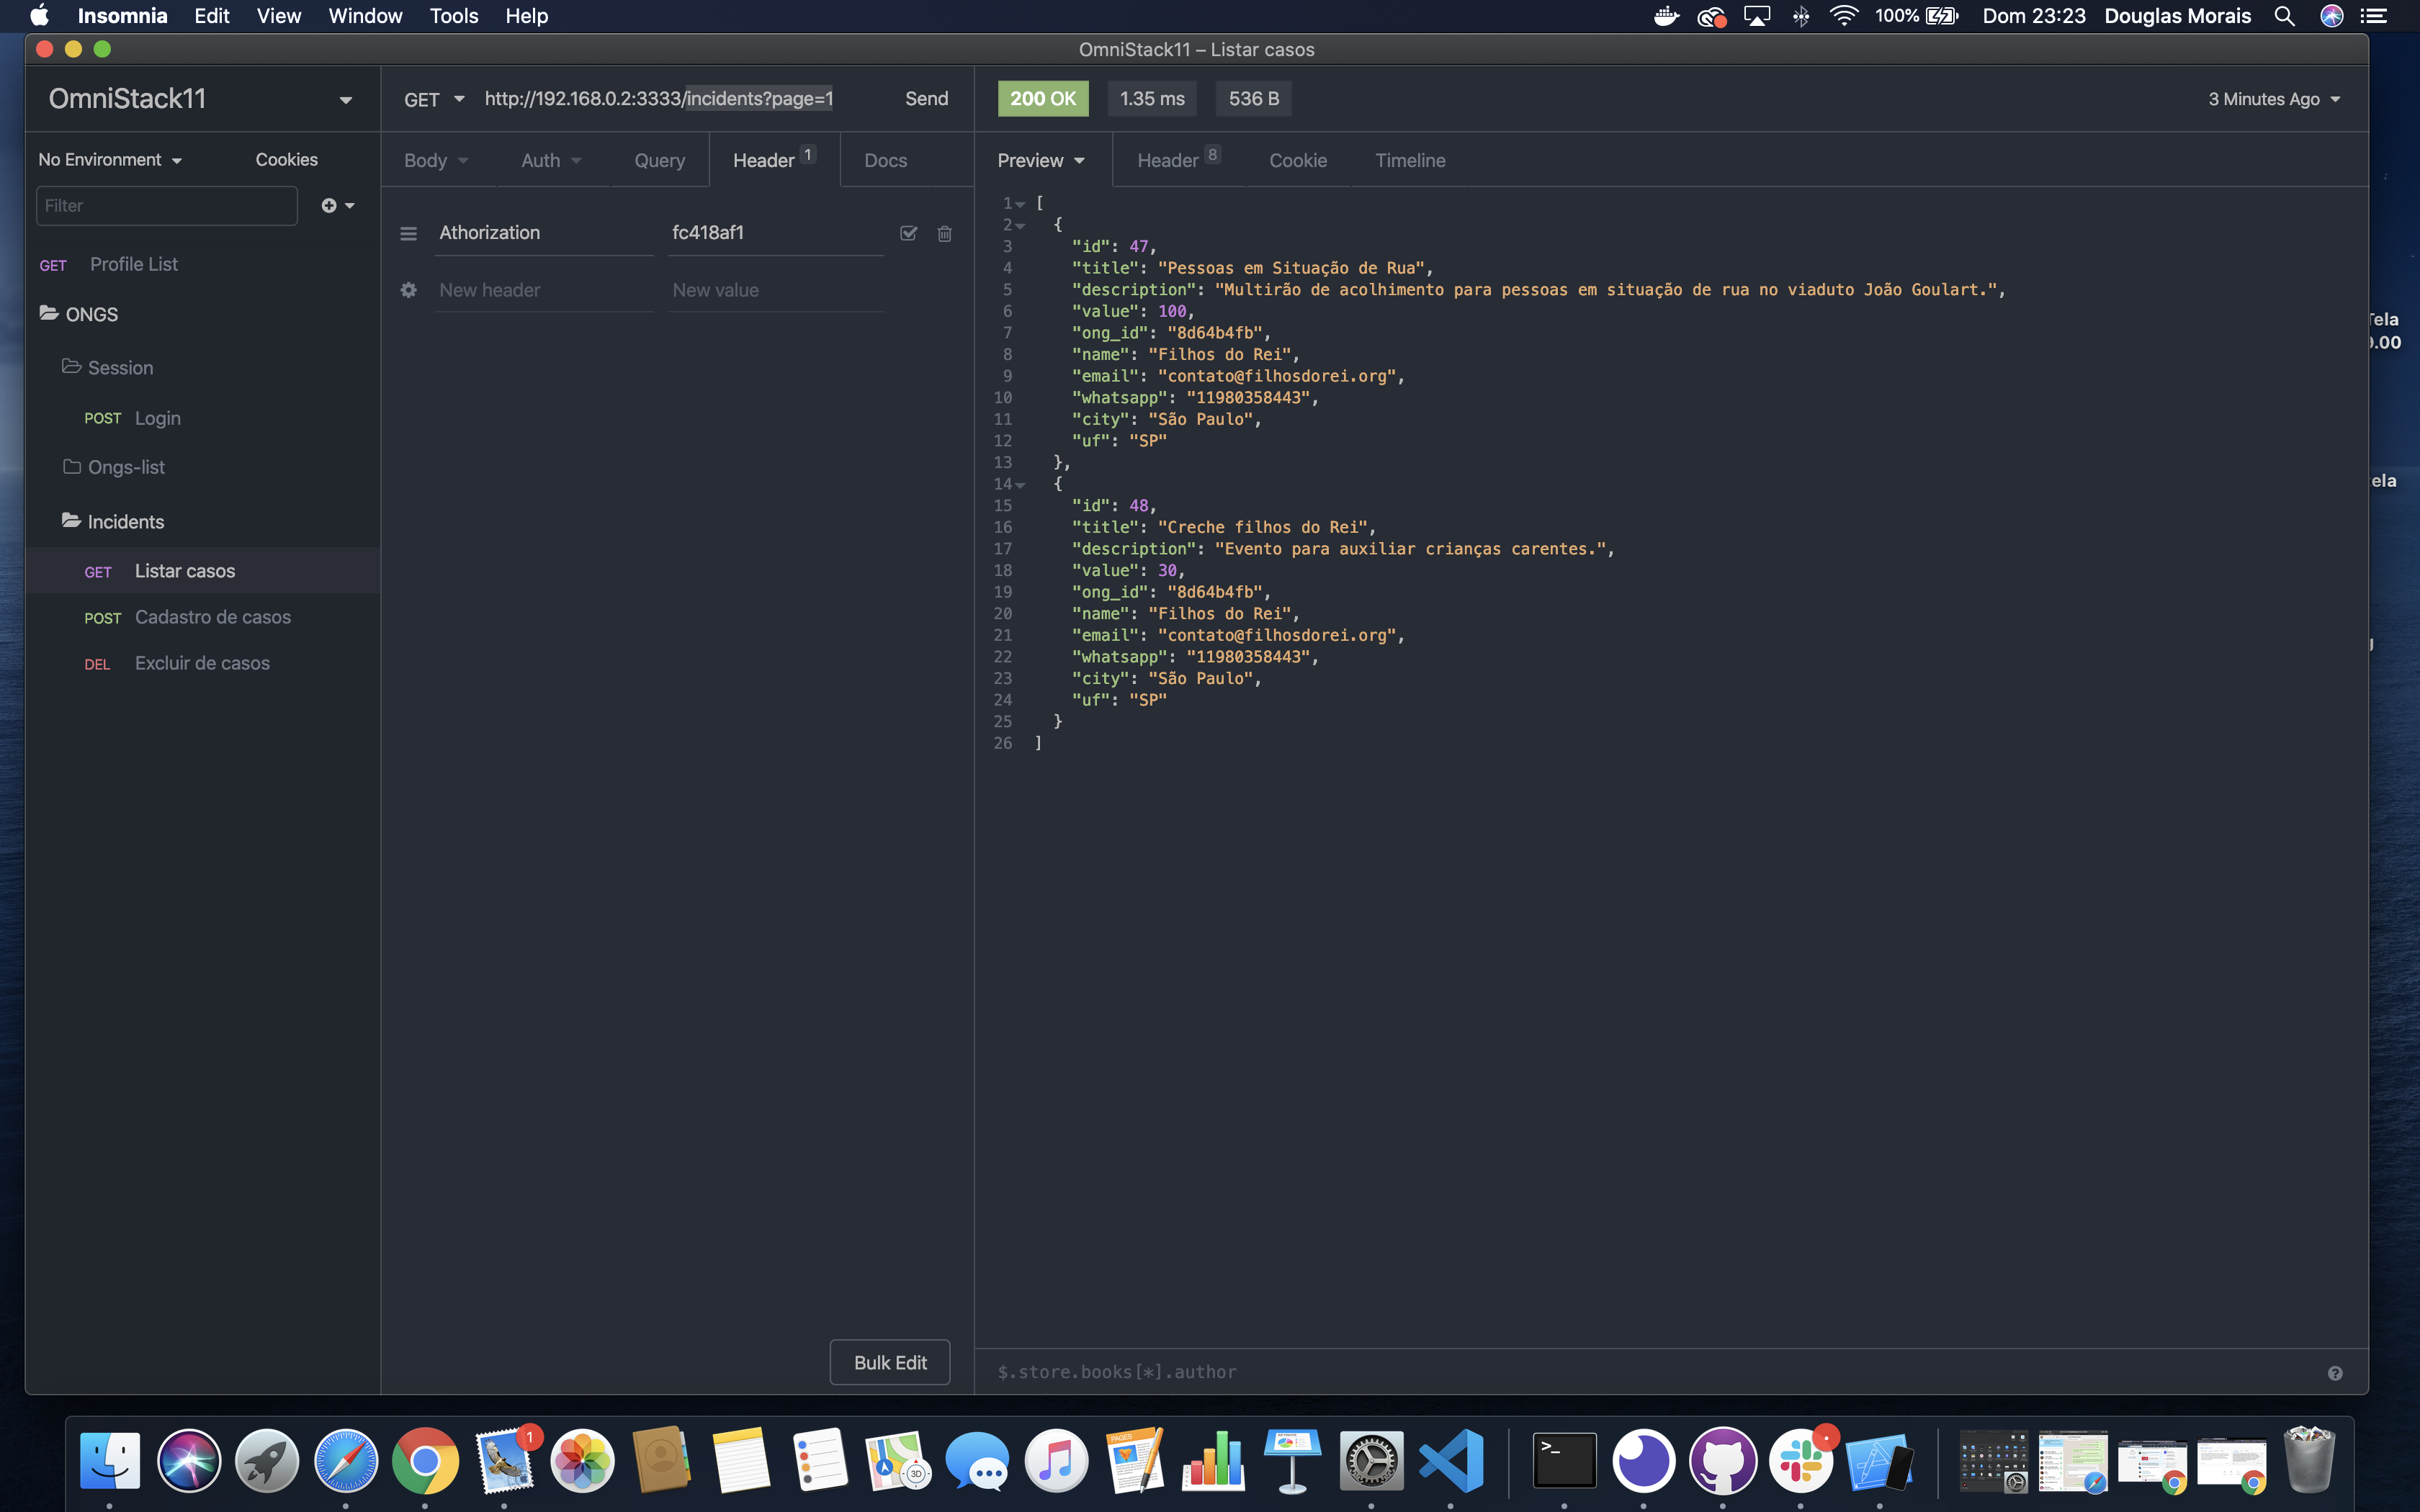 Insomnia Edit View Window Tools Help 100% Dom 23:23 Douglas Morais
OmniStack11 – Listar casos
OmniStack11
GET http://192.168.0.2:3333/incidents?page=1 Send
200 OK 1.35 ms 536 B 3 Minutes Ago
No Environment Cookies
Filter
GET Profile List
ONGS
Session
POST Login
Ongs-list
Incidents
GET Listar casos
POST Cadastro de casos
DEL Excluir de casos
Body Auth Query Header 1 Docs
Athorization fc418af1
New header New value
Bulk Edit
Preview Header 8 Cookie Timeline
1 [
2 {
3 "id": 47,
4 "title": "Pessoas em Situação de Rua",
5 "description": "Multirão de acolhimento para pessoas em situação de rua no viaduto João Goulart.",
6 "value": 100,
7 "ong_id": "8d64b4fb",
8 "name": "Filhos do Rei",
9 "email": "contato@filhosdorei.org",
10 "whatsapp": "11980358443",
11 "city": "São Paulo",
12 "uf": "SP"
13 },
14 {
15 "id": 48,
16 "title": "Creche filhos do Rei",
17 "description": "Evento para auxiliar crianças carentes.",
18 "value": 30,
19 "ong_id": "8d64b4fb",
20 "name": "Filhos do Rei",
21 "email": "contato@filhosdorei.org",
22 "whatsapp": "11980358443",
23 "city": "São Paulo",
24 "uf": "SP"
25 }
26 ]
$.store.books[*].author
Tela
.00
ela
1
PAGES
3D
>_